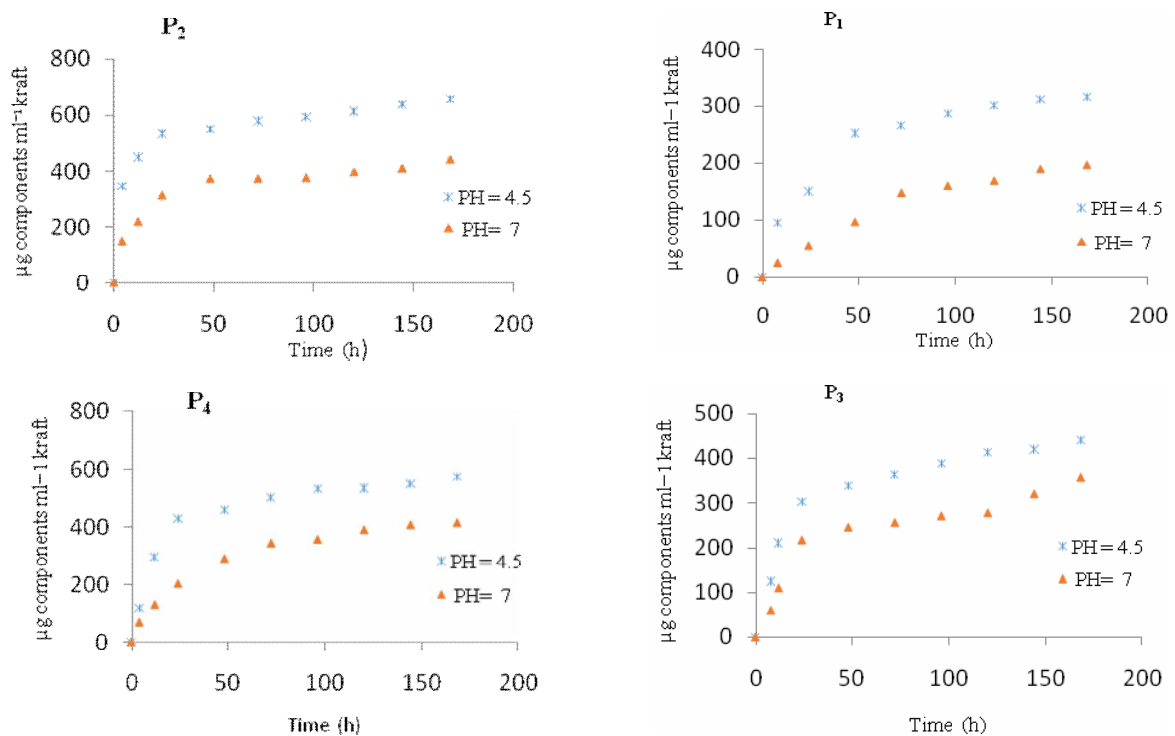 P₂
µg components ml⁻¹ kraft
800
600
400
200
0
0 50 100 150 200
Time (h)
PH = 4.5
PH= 7
P₁
µg components ml−1 kraft
400
300
200
100
0
0 50 100 150 200
Time (h)
PH = 4.5
PH= 7
P₄
µg components ml−1 kraft
800
600
400
200
0
0 50 100 150 200
Time (h)
PH = 4.5
PH= 7
P₃
µg components ml−1 kraft
500
400
300
200
100
0
0 50 100 150 200
Time (h)
PH = 4.5
PH= 7